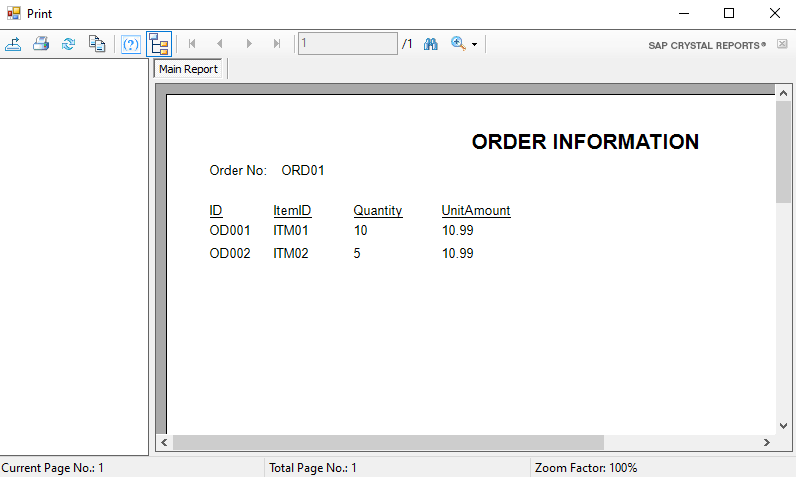 Print
(?) 1 /1 SAP CRYSTAL REPORTS®
Main Report
ORDER INFORMATION
Order No: ORD01
ID ItemID Quantity UnitAmount
OD001 ITM01 10 10.99
OD002 ITM02 5 10.99
Current Page No.: 1 Total Page No.: 1 Zoom Factor: 100%